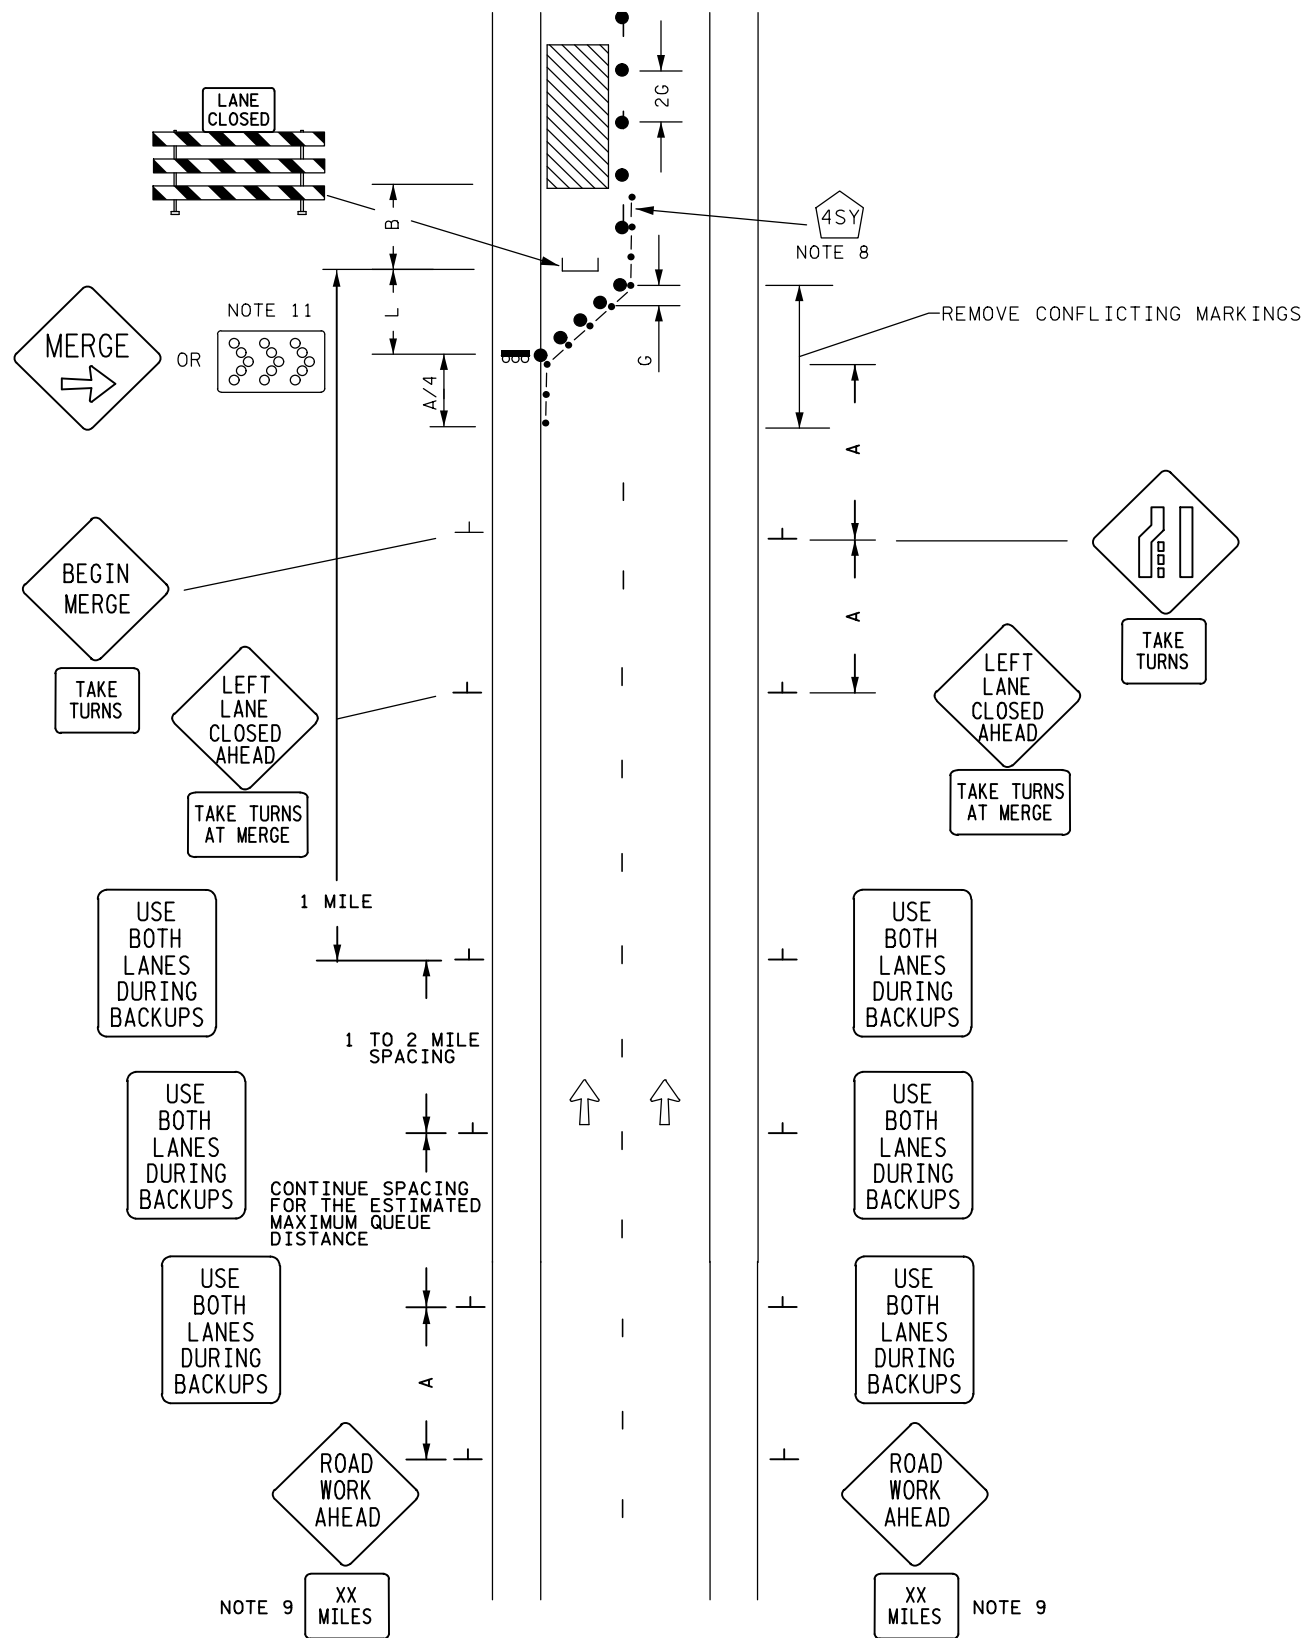 LANE
CLOSED
2G
B
4SY
NOTE 8
NOTE 11
L
MERGE
OR
REMOVE CONFLICTING MARKINGS
G
A/4
A
BEGIN
MERGE
TAKE
TURNS
A
TAKE
TURNS
LEFT
LANE
CLOSED
AHEAD
TAKE TURNS
AT MERGE
LEFT
LANE
CLOSED
AHEAD
TAKE TURNS
AT MERGE
1 MILE
USE
BOTH
LANES
DURING
BACKUPS
USE
BOTH
LANES
DURING
BACKUPS
1 TO 2 MILE
SPACING
USE
BOTH
LANES
DURING
BACKUPS
USE
BOTH
LANES
DURING
BACKUPS
CONTINUE SPACING
FOR THE ESTIMATED
MAXIMUM QUEUE
DISTANCE
USE
BOTH
LANES
DURING
BACKUPS
USE
BOTH
LANES
DURING
BACKUPS
A
ROAD
WORK
AHEAD
ROAD
WORK
AHEAD
NOTE 9
XX
MILES
XX
MILES
NOTE 9